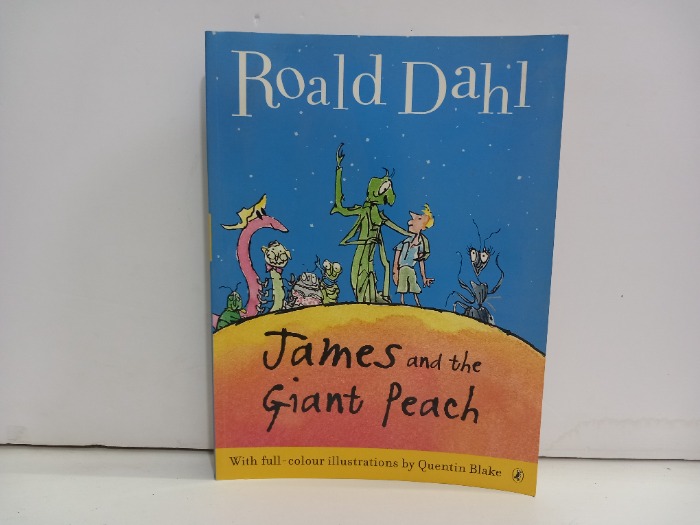 Roald Dahl
James and the
Giant Peach
With full-colour illustrations by Quentin Blake